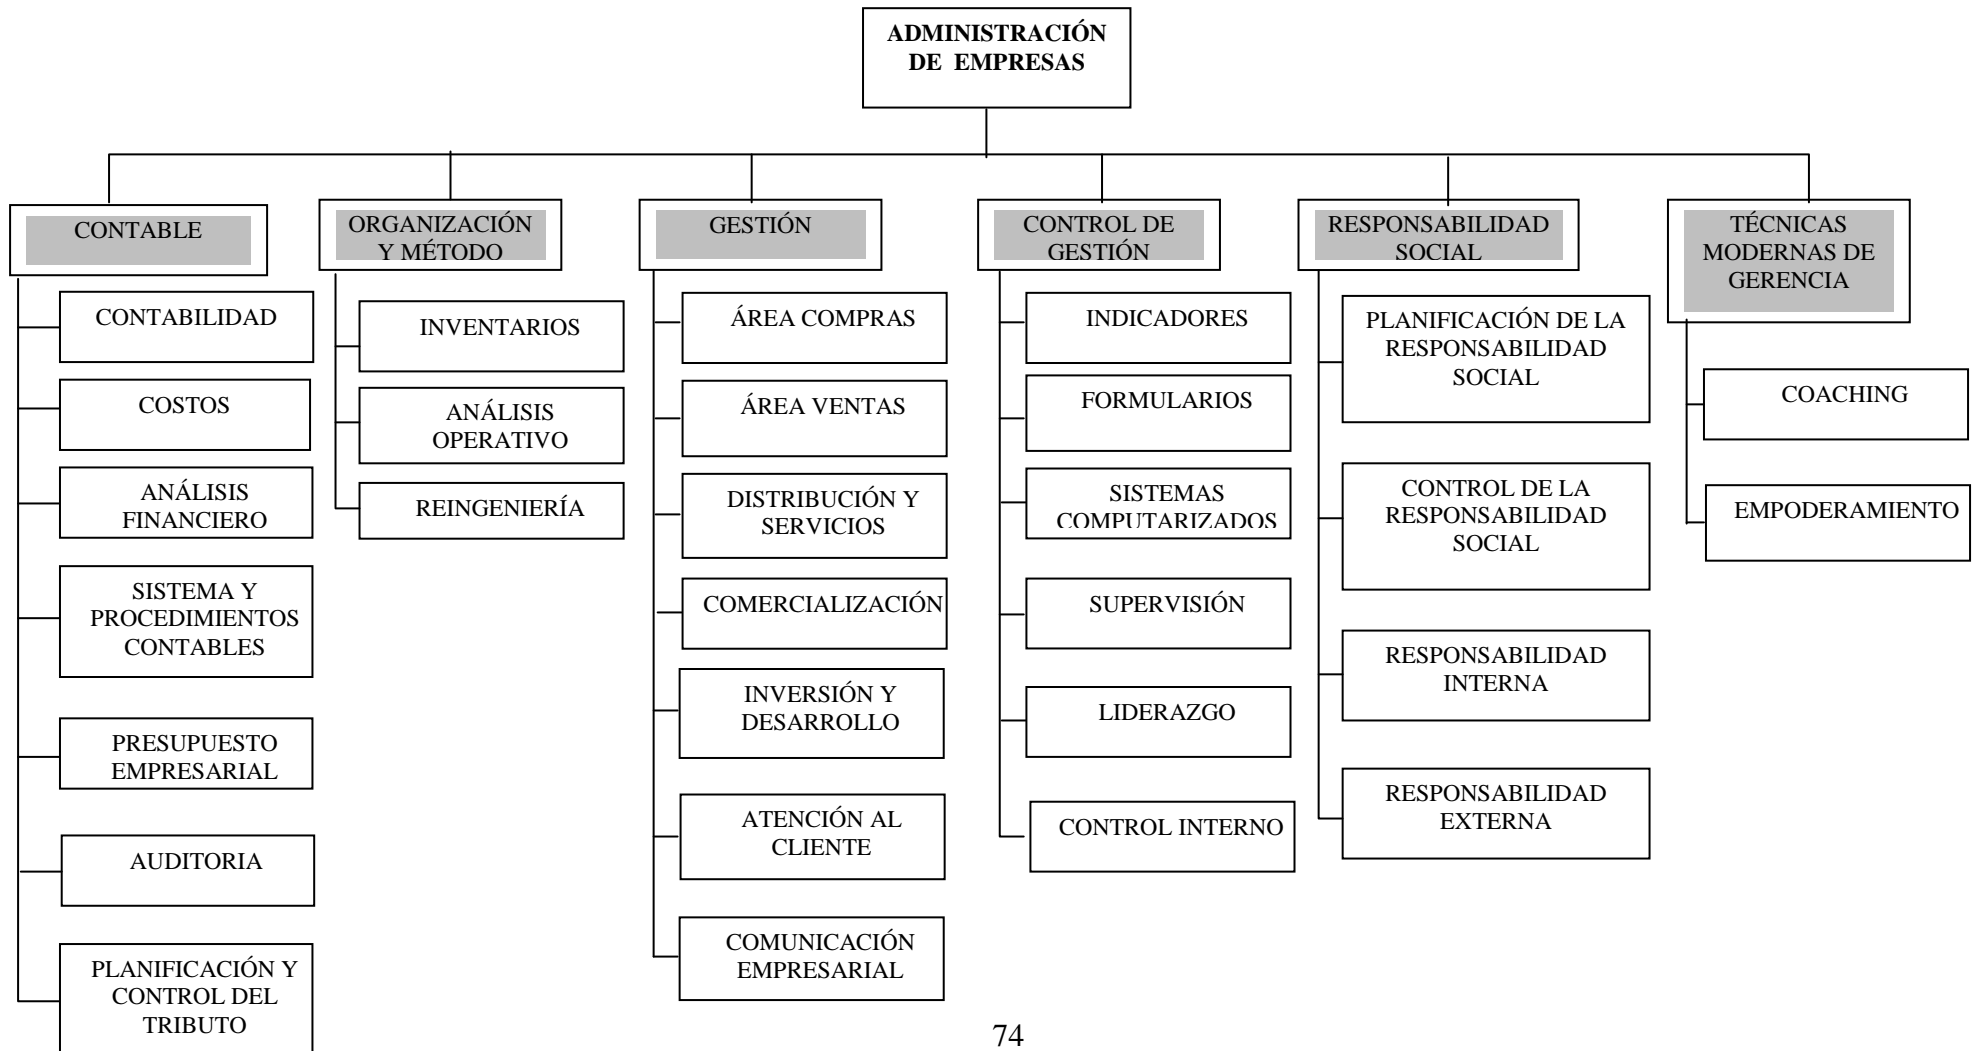 ADMINISTRACIÓN
DE EMPRESAS
CONTABLE
CONTABILIDAD
COSTOS
ANÁLISIS
FINANCIERO
SISTEMA Y
PROCEDIMIENTOS
CONTABLES
PRESUPUESTO
EMPRESARIAL
AUDITORIA
PLANIFICACIÓN Y
CONTROL DEL
TRIBUTO
ORGANIZACIÓN
Y MÉTODO
INVENTARIOS
ANÁLISIS
OPERATIVO
REINGENIERÍA
GESTIÓN
ÁREA COMPRAS
ÁREA VENTAS
DISTRIBUCIÓN Y
SERVICIOS
COMERCIALIZACIÓN
INVERSIÓN Y
DESARROLLO
ATENCIÓN AL
CLIENTE
COMUNICACIÓN
EMPRESARIAL
CONTROL DE
GESTIÓN
INDICADORES
FORMULARIOS
SISTEMAS
COMPUTARIZADOS
SUPERVISIÓN
LIDERAZGO
CONTROL INTERNO
RESPONSABILIDAD
SOCIAL
PLANIFICACIÓN DE LA
RESPONSABILIDAD
SOCIAL
CONTROL DE LA
RESPONSABILIDAD
SOCIAL
RESPONSABILIDAD
INTERNA
RESPONSABILIDAD
EXTERNA
TÉCNICAS
MODERNAS DE
GERENCIA
COACHING
EMPODERAMIENTO
74